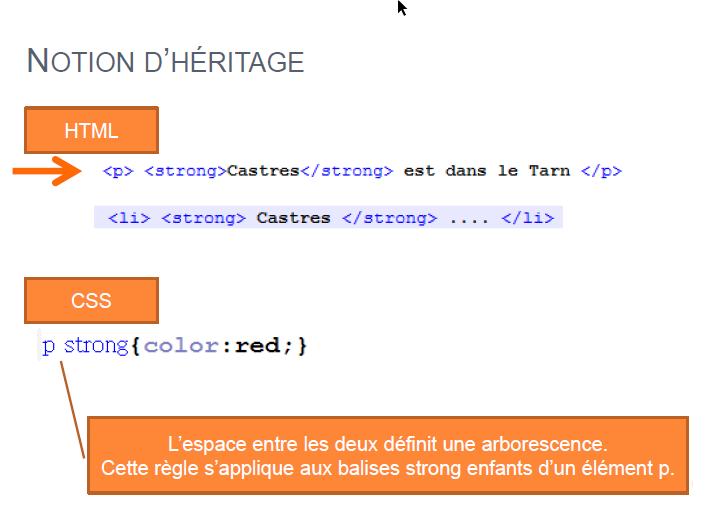 NOTION D’HÉRITAGE
HTML
<p> <strong>Castres</strong> est dans le Tarn </p>
<li> <strong> Castres </strong> .... </li>
CSS
p strong{color:red;}
L’espace entre les deux définit une arborescence.
Cette règle s’applique aux balises strong enfants d’un élément p.